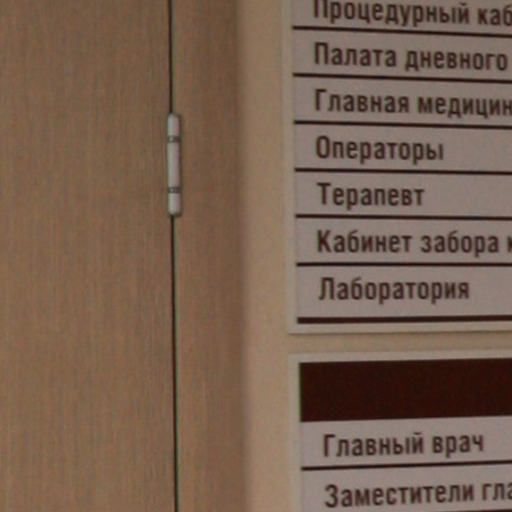 Процедурный каб
Палата дневного
Главная медицин
Операторы
Терапевт
Кабинет забора к
Лаборатория
Главный врач
Заместители гла